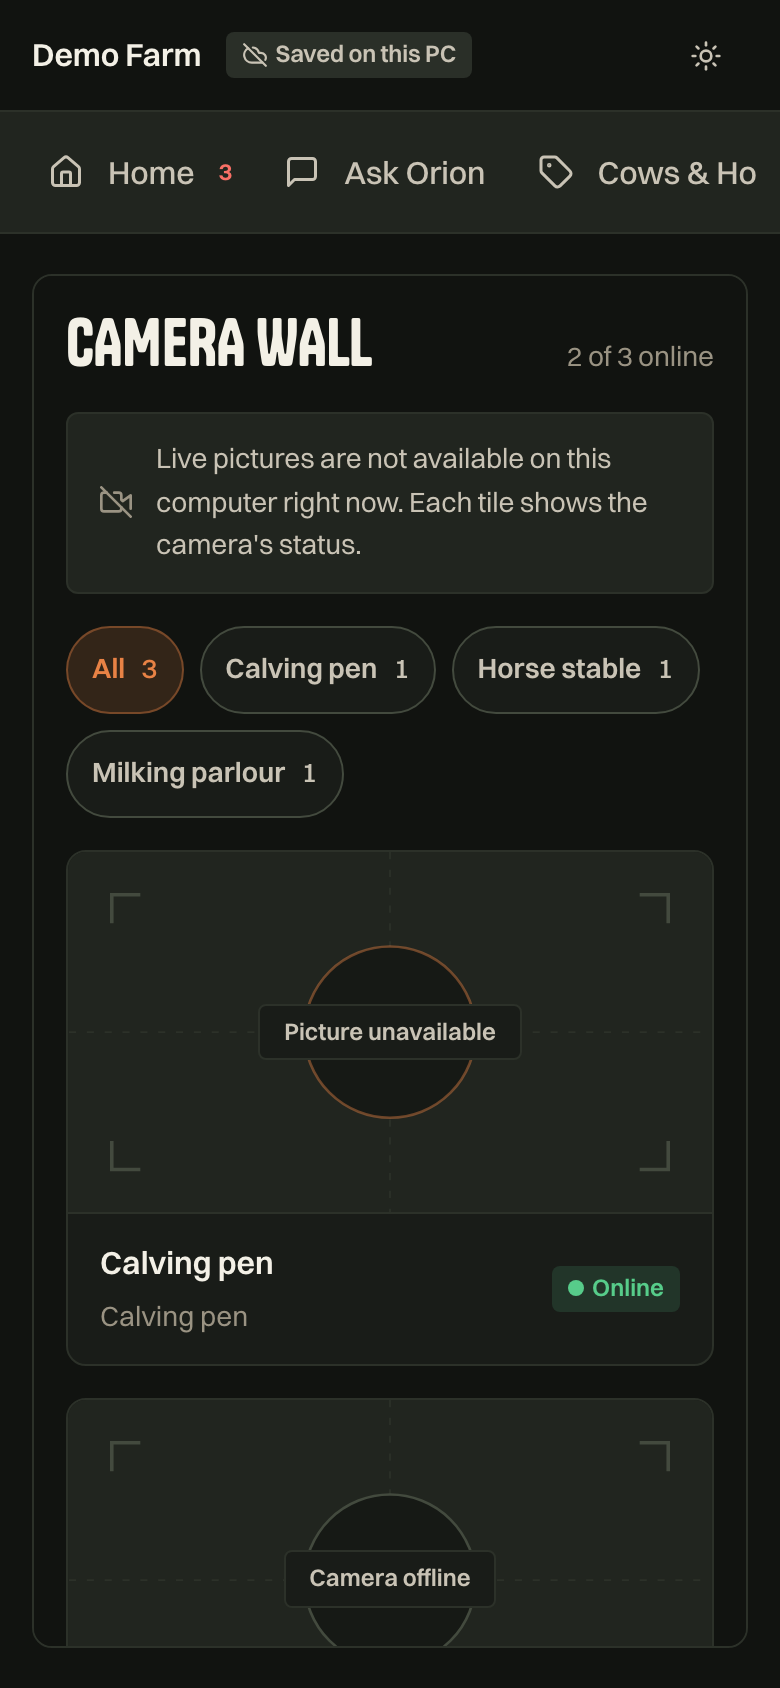 Demo Farm
Saved on this PC
Home 3
Ask Orion
Cows & Ho
CAMERA WALL
2 of 3 online
Live pictures are not available on this
computer right now. Each tile shows the
camera's status.
All 3
Calving pen 1
Horse stable 1
Milking parlour 1
Picture unavailable
Calving pen
Calving pen
Online
Camera offline